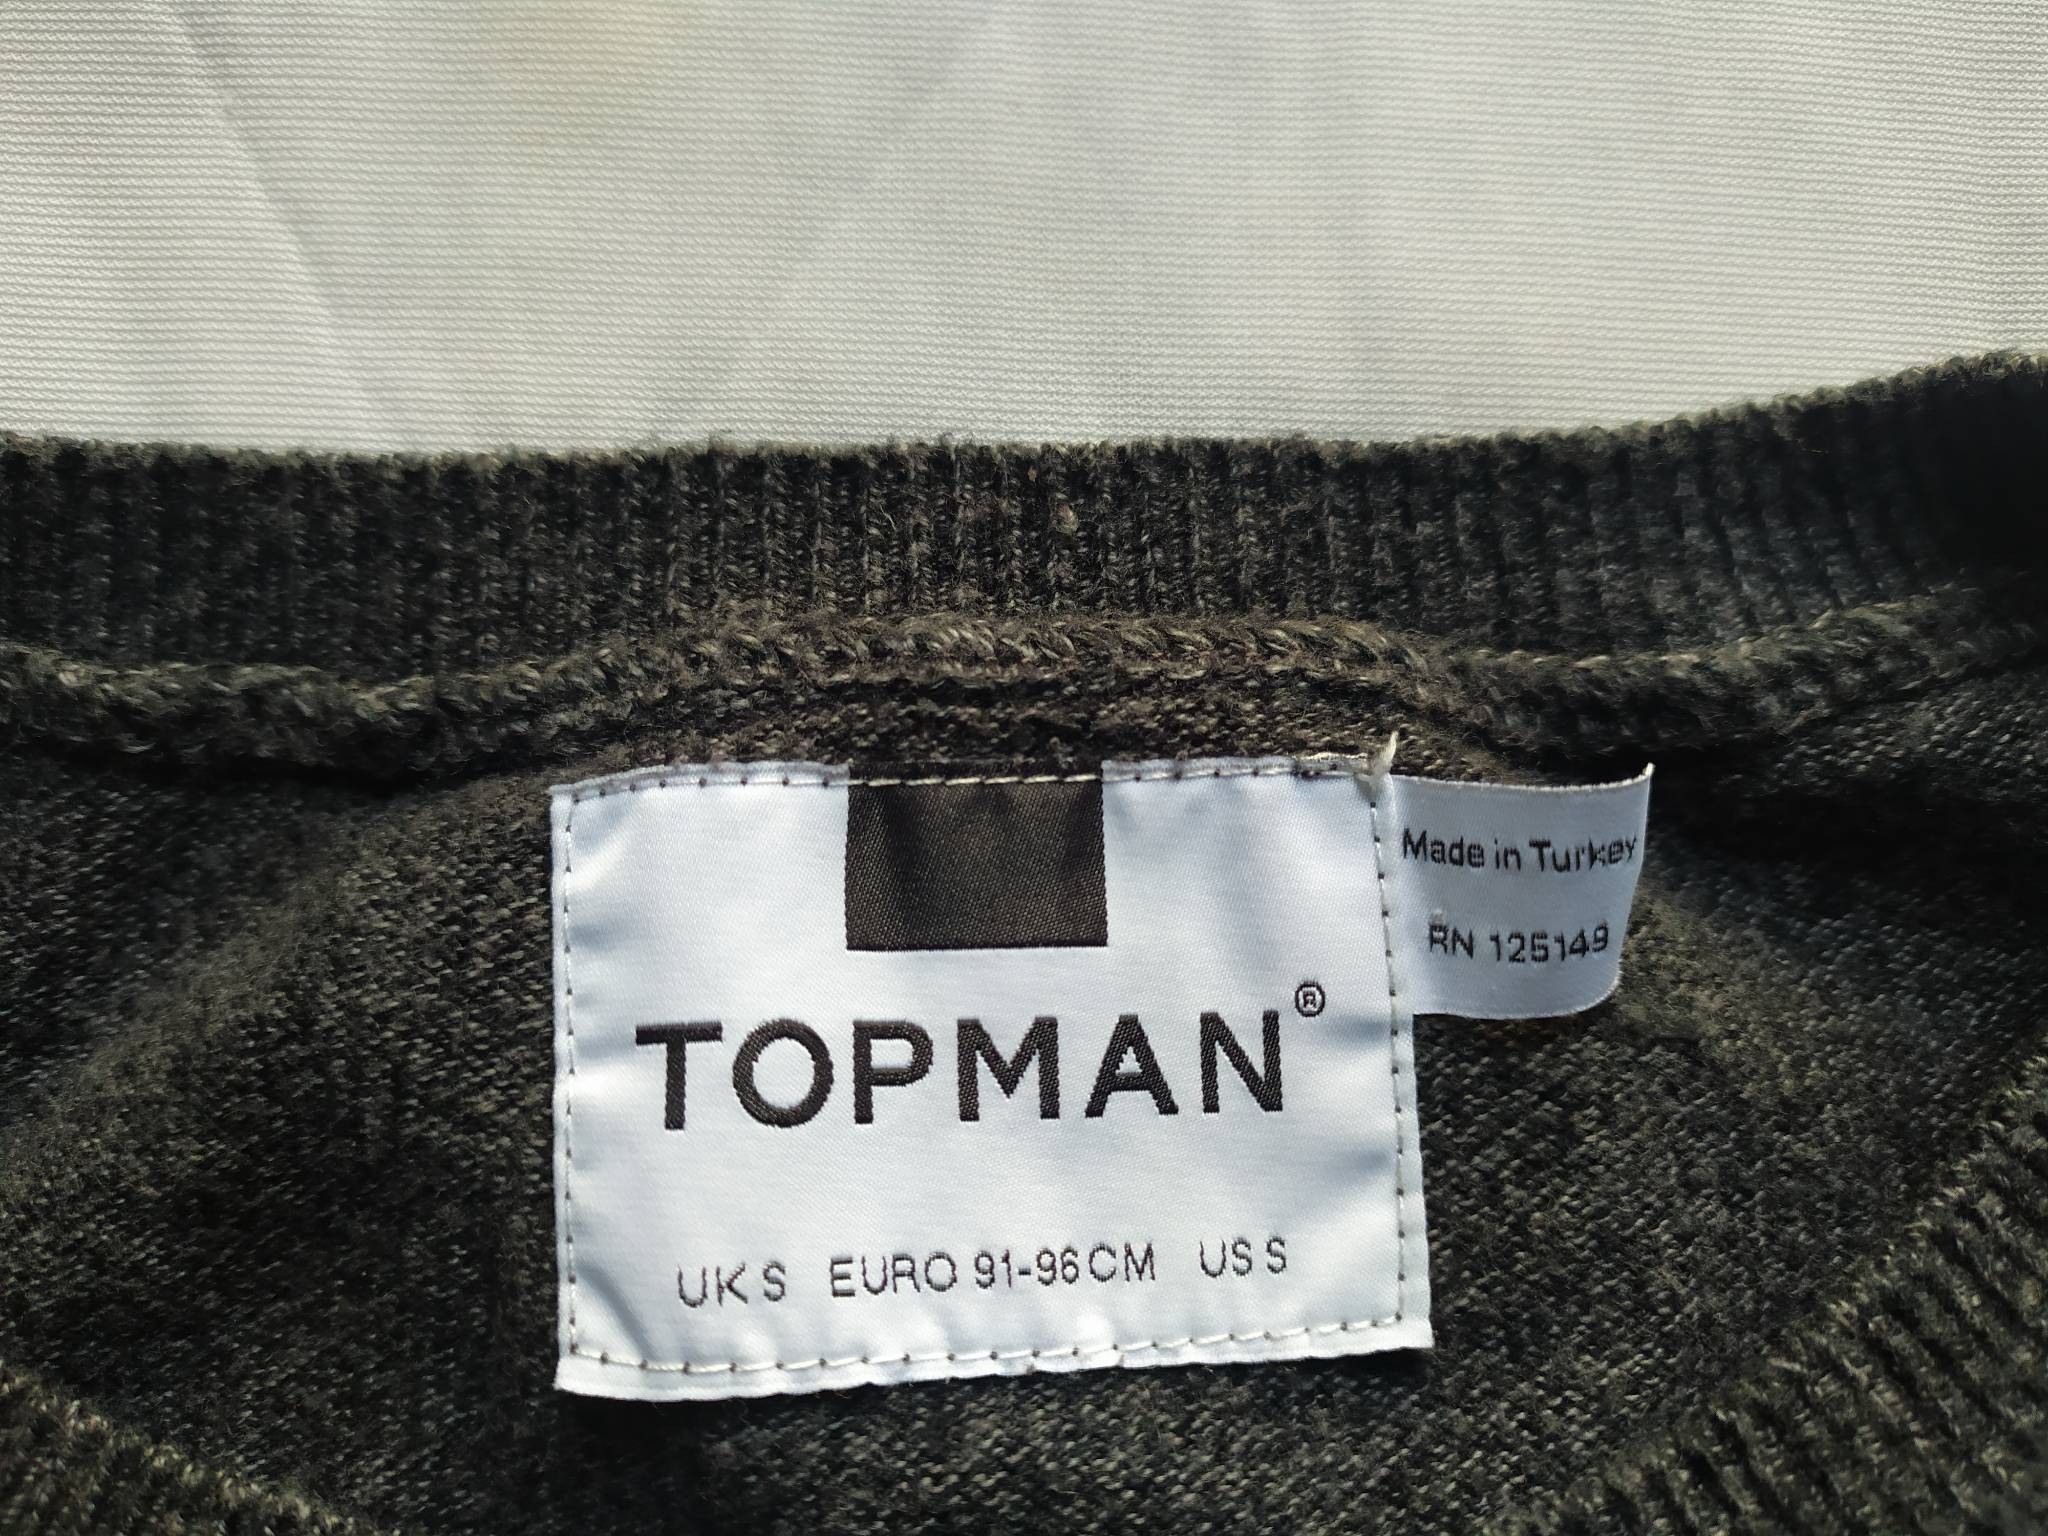 TOPMAN®
UK S EURO 91-96CM US S
Made in Turkey
RN 125149